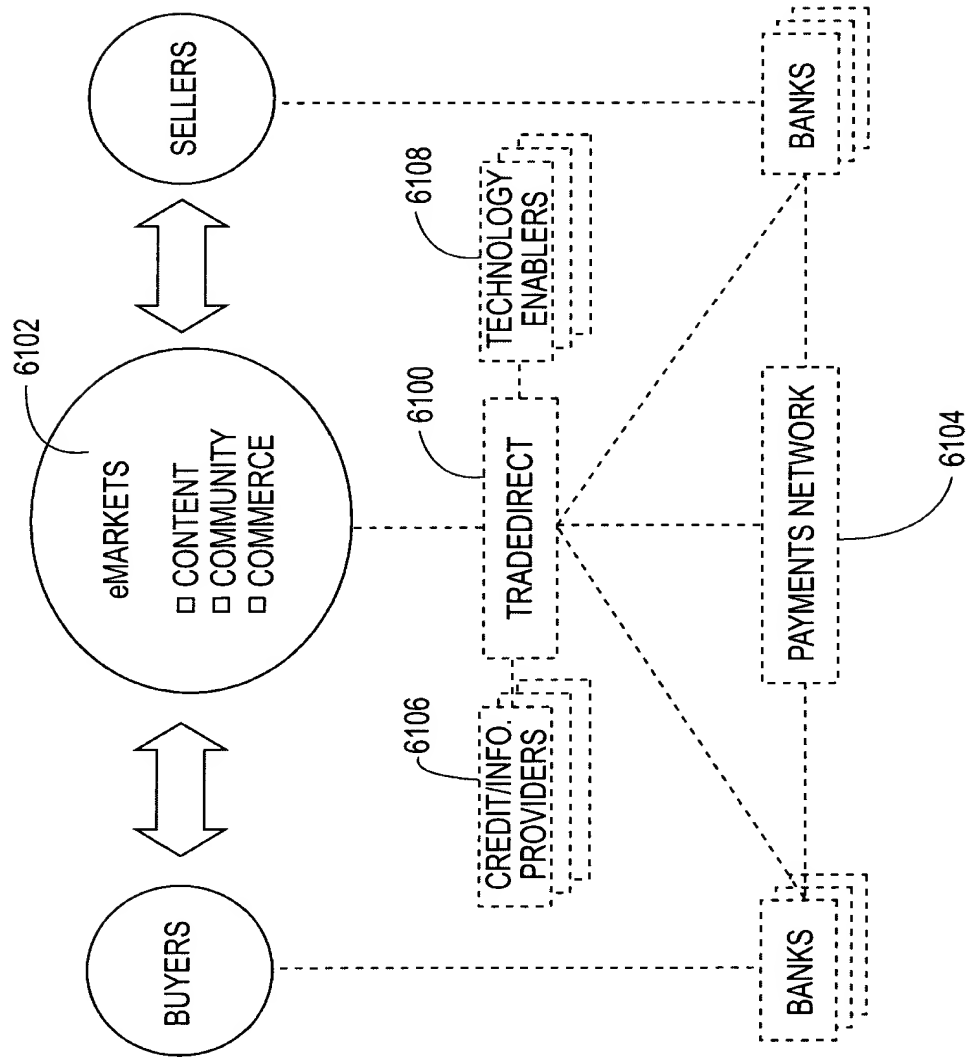 6102
eMARKETS
□ CONTENT
□ COMMUNITY
□ COMMERCE
BUYERS
SELLERS
6106
CREDIT/INFO.
PROVIDERS
6100
TRADEDIRECT
6108
TECHNOLOGY
ENABLERS
BANKS
PAYMENTS NETWORK
6104
BANKS